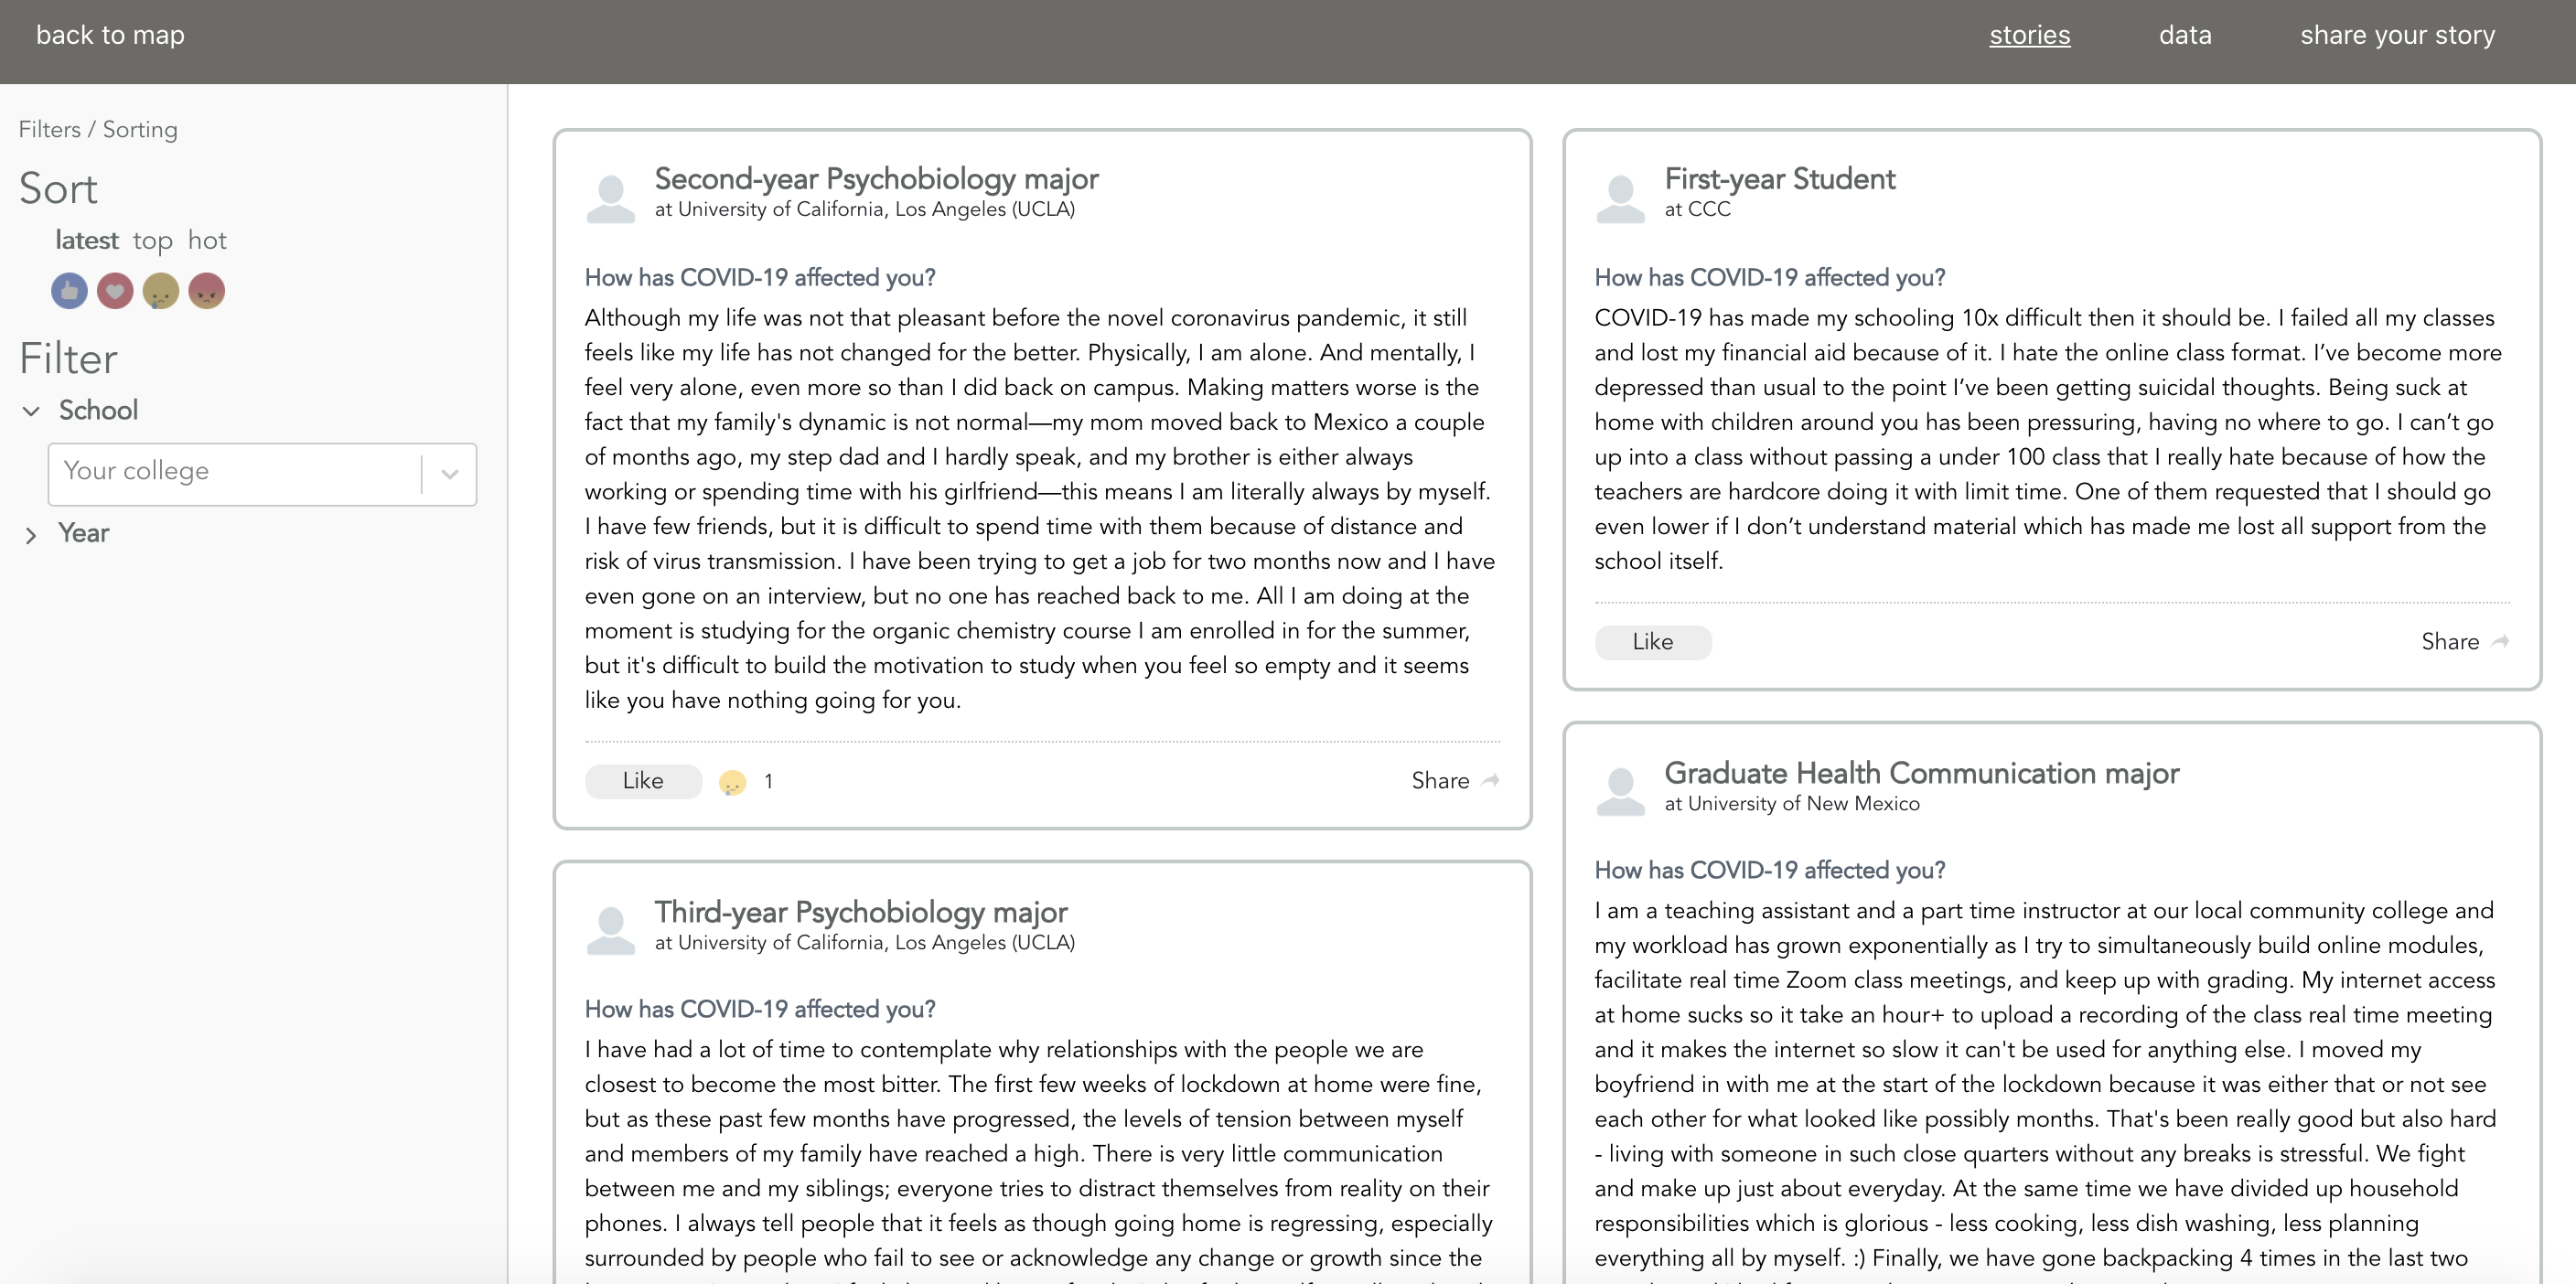 back to map
stories
data
share your story
Filters / Sorting
Sort
latest top hot
Filter
School
Your college
Year
Second-year Psychobiology major
at University of California, Los Angeles (UCLA)
How has COVID-19 affected you?
Although my life was not that pleasant before the novel coronavirus pandemic, it still
feels like my life has not changed for the better. Physically, I am alone. And mentally, I
feel very alone, even more so than I did back on campus. Making matters worse is the
fact that my family's dynamic is not normal—my mom moved back to Mexico a couple
of months ago, my step dad and I hardly speak, and my brother is either always
working or spending time with his girlfriend—this means I am literally always by myself.
I have few friends, but it is difficult to spend time with them because of distance and
risk of virus transmission. I have been trying to get a job for two months now and I have
even gone on an interview, but no one has reached back to me. All I am doing at the
moment is studying for the organic chemistry course I am enrolled in for the summer,
but it's difficult to build the motivation to study when you feel so empty and it seems
like you have nothing going for you.
Like
1
Share
Third-year Psychobiology major
at University of California, Los Angeles (UCLA)
How has COVID-19 affected you?
I have had a lot of time to contemplate why relationships with the people we are
closest to become the most bitter. The first few weeks of lockdown at home were fine,
but as these past few months have progressed, the levels of tension between myself
and members of my family have reached a high. There is very little communication
between me and my siblings; everyone tries to distract themselves from reality on their
phones. I always tell people that it feels as though going home is regressing, especially
surrounded by people who fail to see or acknowledge any change or growth since the
First-year Student
at CCC
How has COVID-19 affected you?
COVID-19 has made my schooling 10x difficult then it should be. I failed all my classes
and lost my financial aid because of it. I hate the online class format. I’ve become more
depressed than usual to the point I’ve been getting suicidal thoughts. Being suck at
home with children around you has been pressuring, having no where to go. I can’t go
up into a class without passing a under 100 class that I really hate because of how the
teachers are hardcore doing it with limit time. One of them requested that I should go
even lower if I don’t understand material which has made me lost all support from the
school itself.
Like
Share
Graduate Health Communication major
at University of New Mexico
How has COVID-19 affected you?
I am a teaching assistant and a part time instructor at our local community college and
my workload has grown exponentially as I try to simultaneously build online modules,
facilitate real time Zoom class meetings, and keep up with grading. My internet access
at home sucks so it take an hour+ to upload a recording of the class real time meeting
and it makes the internet so slow it can't be used for anything else. I moved my
boyfriend in with me at the start of the lockdown because it was either that or not see
each other for what looked like possibly months. That's been really good but also hard
- living with someone in such close quarters without any breaks is stressful. We fight
and make up just about everyday. At the same time we have divided up household
responsibilities which is glorious - less cooking, less dish washing, less planning
everything all by myself. :) Finally, we have gone backpacking 4 times in the last two